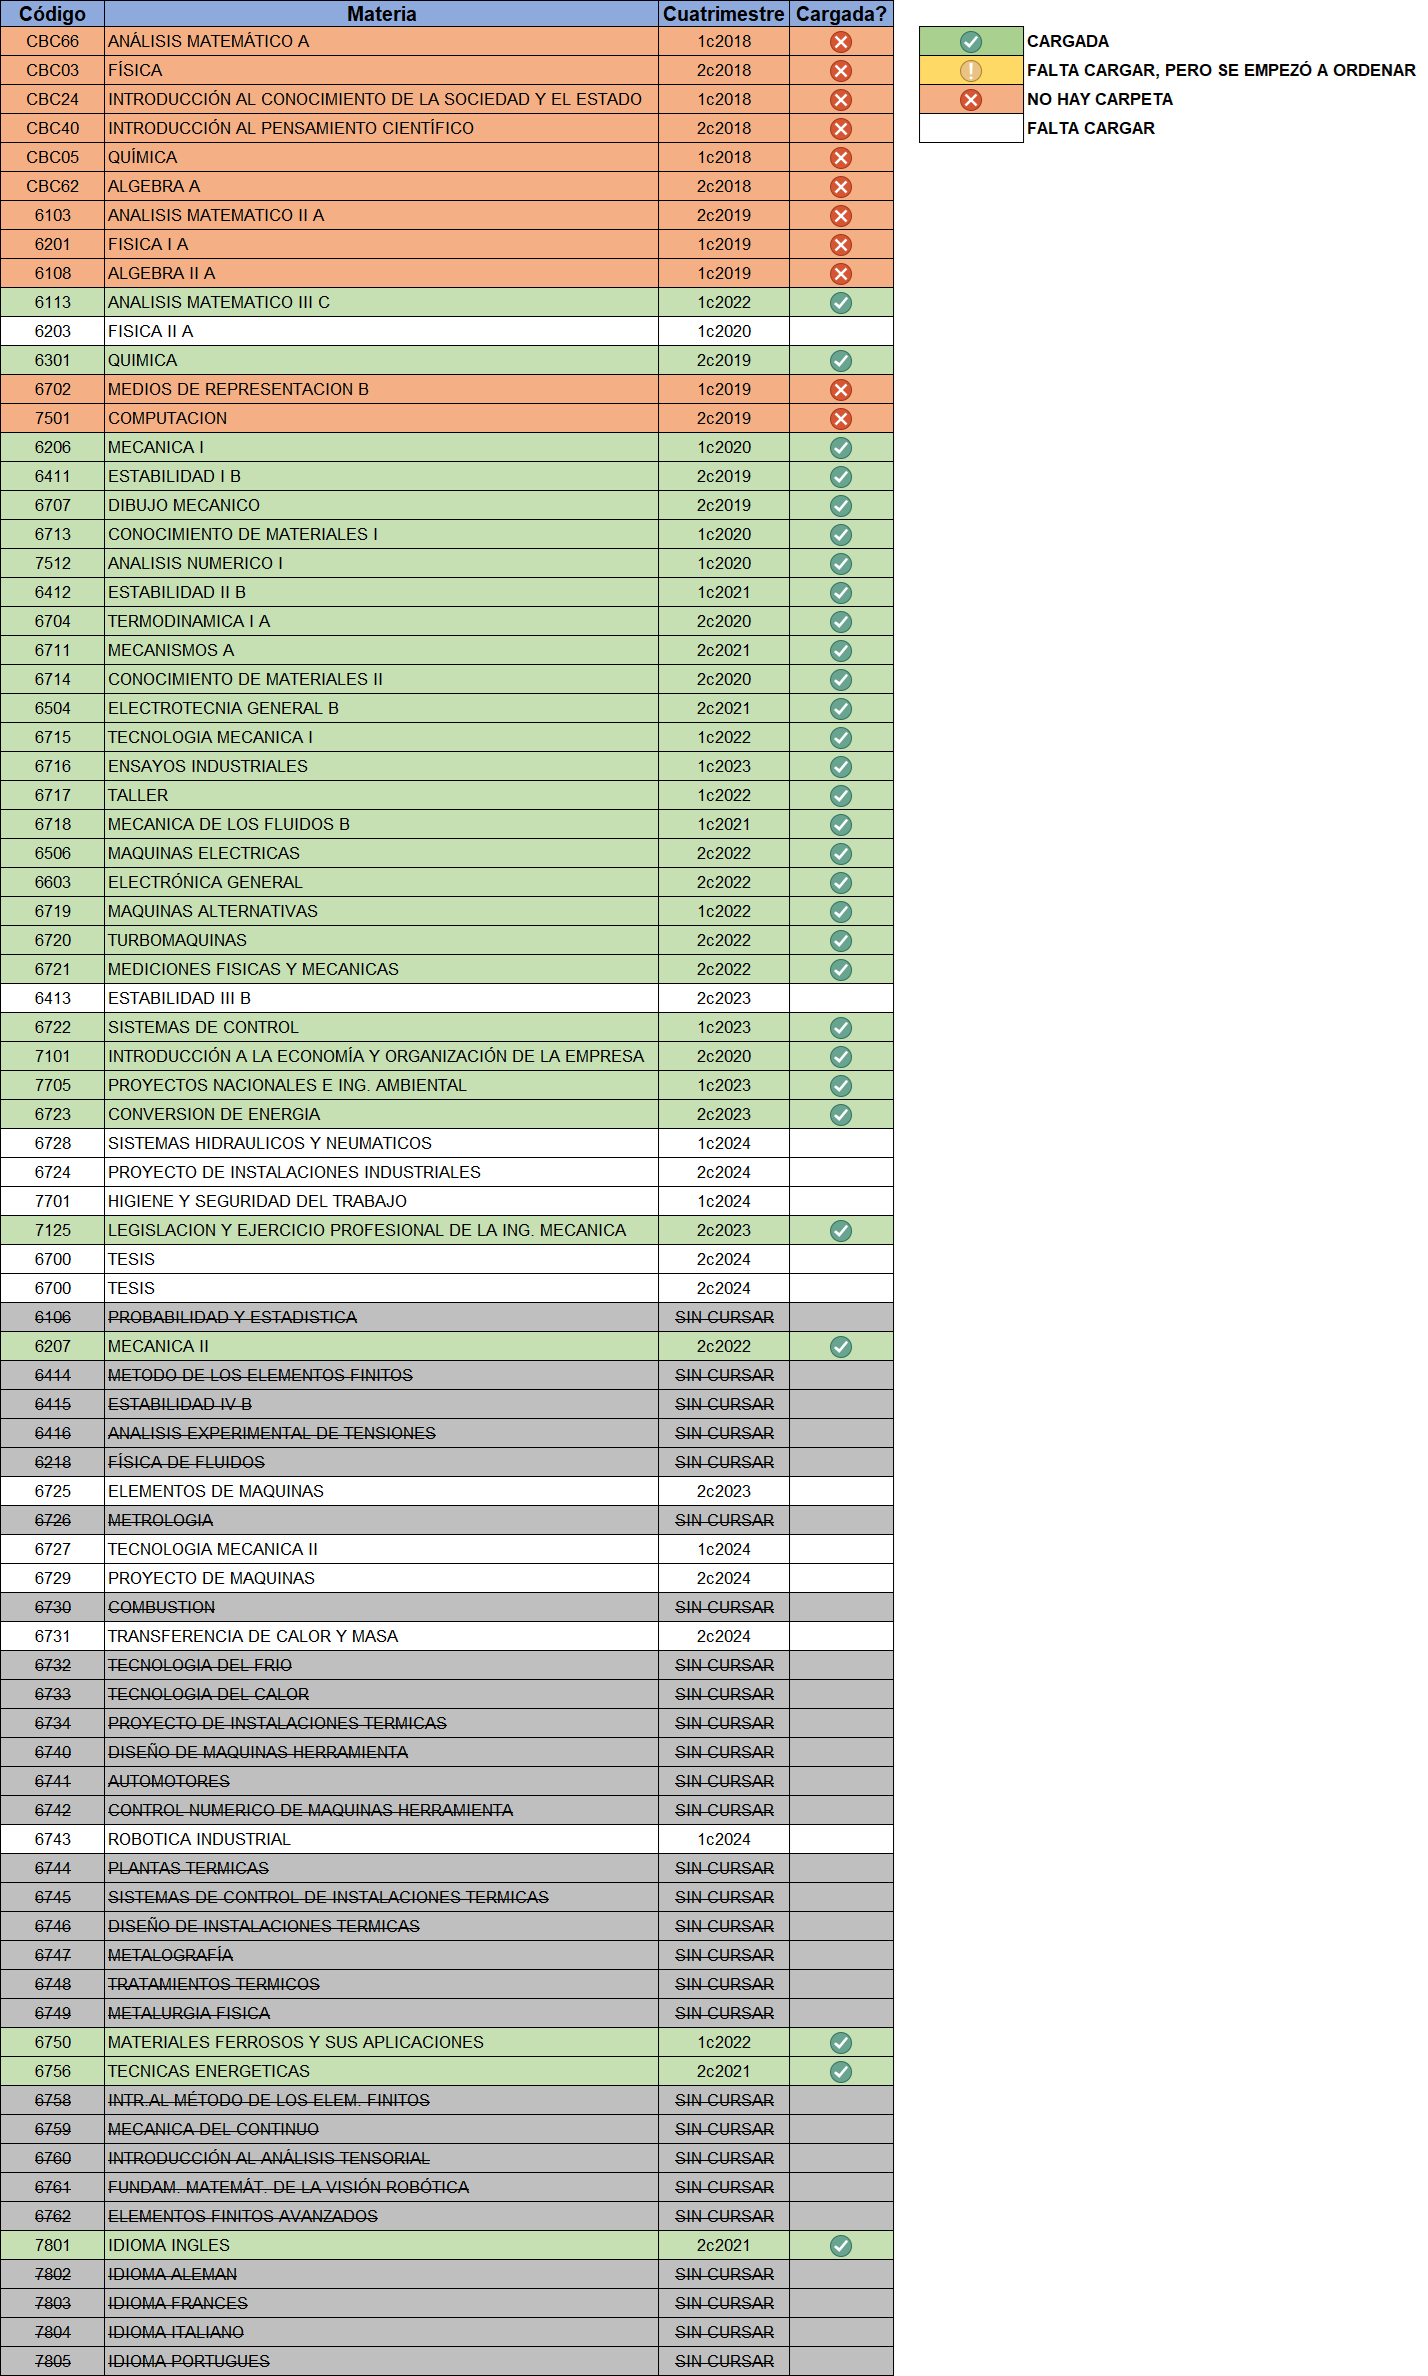 Código Materia Cuatrimestre Cargada?
CBC66 ANÁLISIS MATEMÁTICO A 1c2018 CARGADA
CBC03 FÍSICA 2c2018 FALTA CARGAR, PERO SE EMPEZÓ A ORDENAR
CBC24 INTRODUCCIÓN AL CONOCIMIENTO DE LA SOCIEDAD Y EL ESTADO 1c2018 NO HAY CARPETA
CBC40 INTRODUCCIÓN AL PENSAMIENTO CIENTÍFICO 2c2018 FALTA CARGAR
CBC05 QUÍMICA 1c2018
CBC62 ALGEBRA A 2c2018
6103 ANALISIS MATEMATICO II A 2c2019
6201 FISICA I A 1c2019
6108 ALGEBRA II A 1c2019
6113 ANALISIS MATEMATICO III C 1c2022
6203 FISICA II A 1c2020
6301 QUIMICA 2c2019
6702 MEDIOS DE REPRESENTACION B 1c2019
7501 COMPUTACION 2c2019
6206 MECANICA I 1c2020
6411 ESTABILIDAD I B 2c2019
6707 DIBUJO MECANICO 2c2019
6713 CONOCIMIENTO DE MATERIALES I 1c2020
7512 ANALISIS NUMERICO I 1c2020
6412 ESTABILIDAD II B 1c2021
6704 TERMODINAMICA I A 2c2020
6711 MECANISMOS A 2c2021
6714 CONOCIMIENTO DE MATERIALES II 2c2020
6504 ELECTROTECNIA GENERAL B 2c2021
6715 TECNOLOGIA MECANICA I 1c2022
6716 ENSAYOS INDUSTRIALES 1c2023
6717 TALLER 1c2022
6718 MECANICA DE LOS FLUIDOS B 1c2021
6506 MAQUINAS ELECTRICAS 2c2022
6603 ELECTRÓNICA GENERAL 2c2022
6719 MAQUINAS ALTERNATIVAS 1c2022
6720 TURBOMAQUINAS 2c2022
6721 MEDICIONES FISICAS Y MECANICAS 2c2022
6413 ESTABILIDAD III B 2c2023
6722 SISTEMAS DE CONTROL 1c2023
7101 INTRODUCCIÓN A LA ECONOMÍA Y ORGANIZACIÓN DE LA EMPRESA 2c2020
7705 PROYECTOS NACIONALES E ING. AMBIENTAL 1c2023
6723 CONVERSION DE ENERGIA 2c2023
6728 SISTEMAS HIDRAULICOS Y NEUMATICOS 1c2024
6724 PROYECTO DE INSTALACIONES INDUSTRIALES 2c2024
7701 HIGIENE Y SEGURIDAD DEL TRABAJO 1c2024
7125 LEGISLACION Y EJERCICIO PROFESIONAL DE LA ING. MECANICA 2c2023
6700 TESIS 2c2024
6700 TESIS 2c2024
6106 PROBABILIDAD Y ESTADISTICA SIN CURSAR
6207 MECANICA II 2c2022
6414 METODO DE LOS ELEMENTOS FINITOS SIN CURSAR
6415 ESTABILIDAD IV B SIN CURSAR
6416 ANALISIS EXPERIMENTAL DE TENSIONES SIN CURSAR
6218 FÍSICA DE FLUIDOS SIN CURSAR
6725 ELEMENTOS DE MAQUINAS 2c2023
6726 METROLOGIA SIN CURSAR
6727 TECNOLOGIA MECANICA II 1c2024
6729 PROYECTO DE MAQUINAS 2c2024
6730 COMBUSTION SIN CURSAR
6731 TRANSFERENCIA DE CALOR Y MASA 2c2024
6732 TECNOLOGIA DEL FRIO SIN CURSAR
6733 TECNOLOGIA DEL CALOR SIN CURSAR
6734 PROYECTO DE INSTALACIONES TERMICAS SIN CURSAR
6740 DISEÑO DE MAQUINAS HERRAMIENTA SIN CURSAR
6741 AUTOMOTORES SIN CURSAR
6742 CONTROL NUMERICO DE MAQUINAS HERRAMIENTA SIN CURSAR
6743 ROBOTICA INDUSTRIAL 1c2024
6744 PLANTAS TERMICAS SIN CURSAR
6745 SISTEMAS DE CONTROL DE INSTALACIONES TERMICAS SIN CURSAR
6746 DISEÑO DE INSTALACIONES TERMICAS SIN CURSAR
6747 METALOGRAFÍA SIN CURSAR
6748 TRATAMIENTOS TERMICOS SIN CURSAR
6749 METALURGIA FISICA SIN CURSAR
6750 MATERIALES FERROSOS Y SUS APLICACIONES 1c2022
6756 TECNICAS ENERGETICAS 2c2021
6758 INTR.AL MÉTODO DE LOS ELEM. FINITOS SIN CURSAR
6759 MECANICA DEL CONTINUO SIN CURSAR
6760 INTRODUCCIÓN AL ANÁLISIS TENSORIAL SIN CURSAR
6761 FUNDAM. MATEMÁT. DE LA VISIÓN ROBÓTICA SIN CURSAR
6762 ELEMENTOS FINITOS AVANZADOS SIN CURSAR
7801 IDIOMA INGLES 2c2021
7802 IDIOMA ALEMAN SIN CURSAR
7803 IDIOMA FRANCES SIN CURSAR
7804 IDIOMA ITALIANO SIN CURSAR
7805 IDIOMA PORTUGUES SIN CURSAR